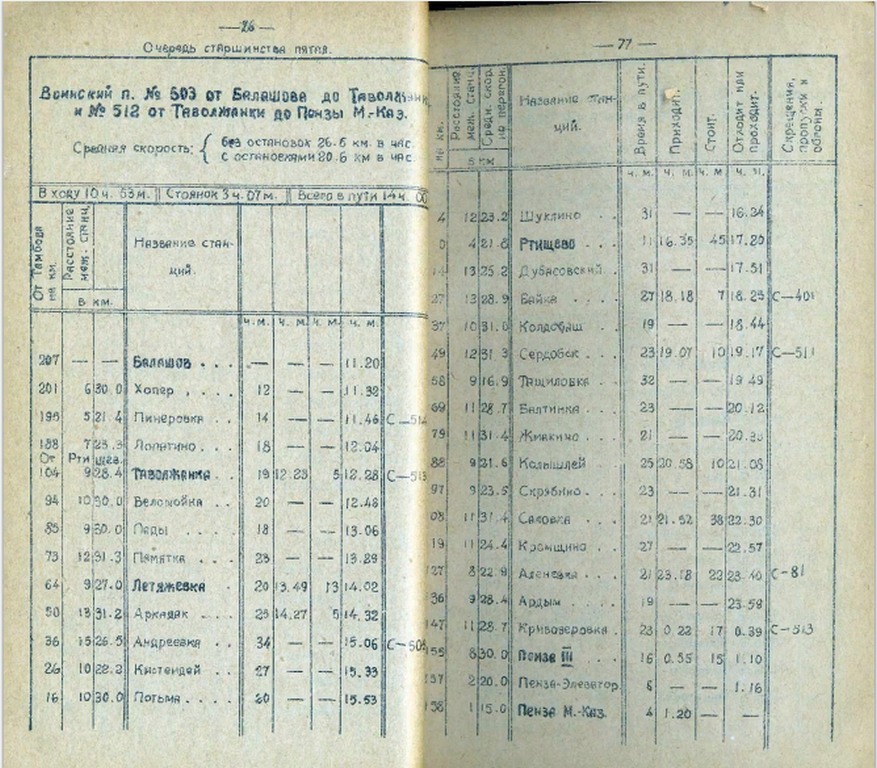 — 76 —
Очередь старшинства пятая.
Воинский п. № 503 от Балашова до Таволжанки
и № 512 от Таволжанки до Пензы М.-Каз.
Средняя скорость: { без остановок 26.6 км. в час
с остановками 20.6 км в час
В ходу 10 ч. 53 м. Стоянок 3 ч. 07 м. Всего в пути 14 ч. 00
От Тамбова на км. Расстояние меж. станц. Название станций.
в км.
ч. м. ч. м. ч. м. ч. м.
207 — — Балашов . . . — — — 11.20
201 6 30.0 Хопер . . . . 12 — — 11.32
195 5 21.4 Пинеровка . . 14 — — 11.46
188 7 23.3 Лопатино . . 18 — — 12.04
От Ртищев.
104 9 28.4 Таволжанка . 19 12.23 5 12.28 С—513
94 10 30.0 Беломойка . . 20 — — 12.48
85 9 30.0 Пады . . . . 18 — — 13.06
73 12 31.3 Памятка . . . 23 — — 13.29
64 9 27.0 Летяжевка . 20 13.49 13 14.02
50 13 31.2 Аркадак . . . 25 14.27 5 14.32
36 15 26.5 Андреевка . . 34 — — 15.06
26 10 22.2 Кистендей . . 27 — — 15.33
16 10 30.0 Потьма . . . . 20 — — 15.53
— 77 —
на км. Расстояние меж. станц. Средн. скор. на перегон. Название станций. Время в пути. Приходит. Стоит. Отходит или проходит. Скрещения, пропуски и обгоны.
в км
ч. м. ч. м. ч. м ч. м.
4 12 23.2 Шуклино . . 31 — — 16.24
0 4 21.8 Ртищево . . 11 16.35 45 17.20
14 13 25.2 Дубасовский . 31 — — 17.51
27 13 28.9 Байка . . . . 27 18.18 7 18.25 С—401
37 10 31.0 Колдобаш . . 19 — — 18.44
49 12 31.3 Сердобск . . . 23 19.07 10 19.17 С—511
58 9 16.9 Тащиловка . . 32 — — 19.49
69 11 28.7 Балтинка . . . 23 — — 20.12
79 11 31.4 Жмакино . . . 21 — — 20.33
88 9 21.6 Колышлей . . 25 20.58 10 21.08
97 9 23.5 Скрябино . . 23 — — 21.31
08 11 31.4 Саловка . . . 21 21.52 38 22.30
19 11 24.4 Кромщино . . 27 — — 22.57
127 8 22.9 Аленевка . . . 21 23.18 22 23.40 С—81
36 9 28.4 Ардым . . . 19 — — 23.59
147 11 28.7 Кривозеровка . 23 0.22 17 0.39 С—513
155 8 30.0 Пенза III . . . 16 0.55 15 1.10
157 2 20.0 Пенза-Элеватор. 6 — — 1.16
158 1 15.0 Пенза М.-Каз. 4 1.20 — —